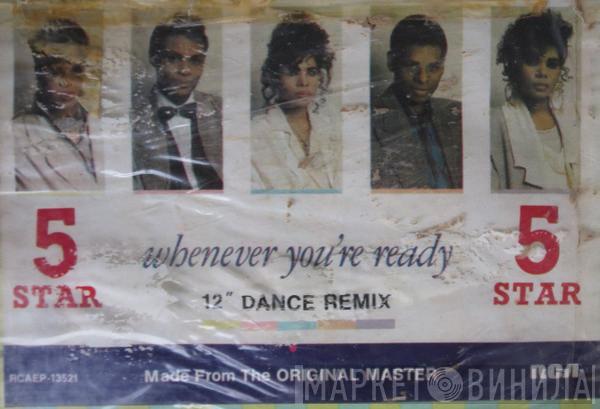 5
STAR
whenever you're ready
12" DANCE REMIX
5
STAR
RCAEP-13521
Made From The ORIGINAL MASTER
МАРКЕТ ВИНИЛА